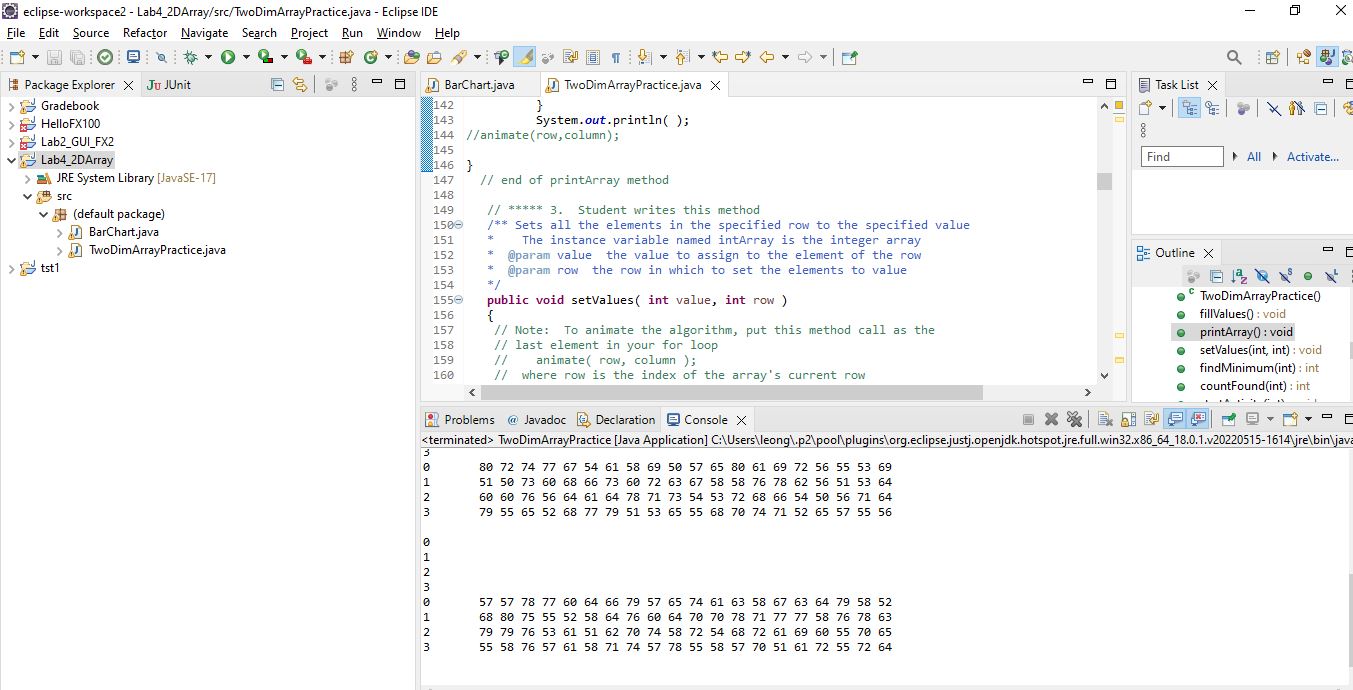 eclipse-workspace2 - Lab4_2DArray/src/TwoDimArrayPractice.java - Eclipse IDE
File Edit Source Refactor Navigate Search Project Run Window Help
Package Explorer JUnit
Gradebook
HelloFX100
Lab2_GUI_FX2
Lab4_2DArray
JRE System Library [JavaSE-17]
src
(default package)
BarChart.java
TwoDimArrayPractice.java
tst1
BarChart.java TwoDimArrayPractice.java
142 }
143 System.out.println( );
144 //animate(row,column);
145
146 }
147 // end of printArray method
148
149 // ***** 3. Student writes this method
150 /** Sets all the elements in the specified row to the specified value
151 * The instance variable named intArray is the integer array
152 * @param value the value to assign to the element of the row
153 * @param row the row in which to set the elements to value
154 */
155 public void setValues( int value, int row )
156 {
157 // Note: To animate the algorithm, put this method call as the
158 // last element in your for loop
159 // animate( row, column );
160 // where row is the index of the array's current row
Task List
Find All Activate...
Outline
TwoDimArrayPractice()
fillValues() : void
printArray() : void
setValues(int, int) : void
findMinimum(int) : int
countFound(int) : int
Problems @ Javadoc Declaration Console
<terminated> TwoDimArrayPractice [Java Application] C:\Users\leong\.p2\pool\plugins\org.eclipse.justj.openjdk.hotspot.jre.full.win32.x86_64_18.0.1.v20220515-1614\jre\bin\java
3
0 80 72 74 77 67 54 61 58 69 50 57 65 80 61 69 72 56 55 53 69
1 51 50 73 60 68 66 73 60 72 63 67 58 58 76 78 62 56 51 53 64
2 60 60 76 56 64 61 64 78 71 73 54 53 72 68 66 54 50 56 71 64
3 79 55 65 52 68 77 79 51 53 65 55 68 70 74 71 52 65 57 55 56
0
1
2
3
0 57 57 78 77 60 64 66 79 57 65 74 61 63 58 67 63 64 79 58 52
1 68 80 75 55 52 58 64 76 60 64 70 70 78 71 77 77 58 76 78 63
2 79 79 76 53 61 51 62 70 74 58 72 54 68 72 61 69 60 55 70 65
3 55 58 76 57 61 58 71 74 57 78 55 58 57 70 51 61 72 55 72 64